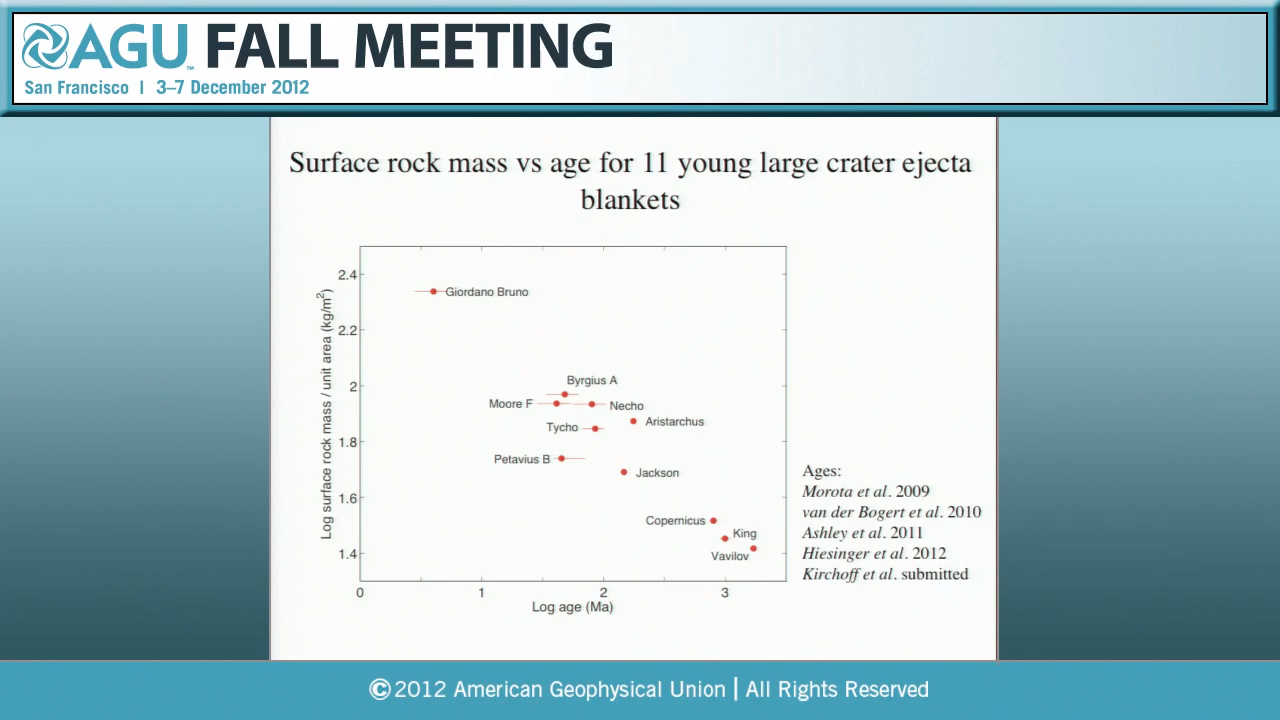 AGU™ FALL MEETING
San Francisco | 3–7 December 2012
Surface rock mass vs age for 11 young large crater ejecta
blankets
Log surface rock mass / unit area (kg/m²)
2.4
2.2
2
1.8
1.6
1.4
Giordano Bruno
Byrgius A
Moore F
Necho
Tycho
Aristarchus
Petavius B
Jackson
Copernicus
King
Vavilov
0 1 2 3
Log age (Ma)
Ages:
Morota et al. 2009
van der Bogert et al. 2010
Ashley et al. 2011
Hiesinger et al. 2012
Kirchoff et al. submitted
©2012 American Geophysical Union | All Rights Reserved